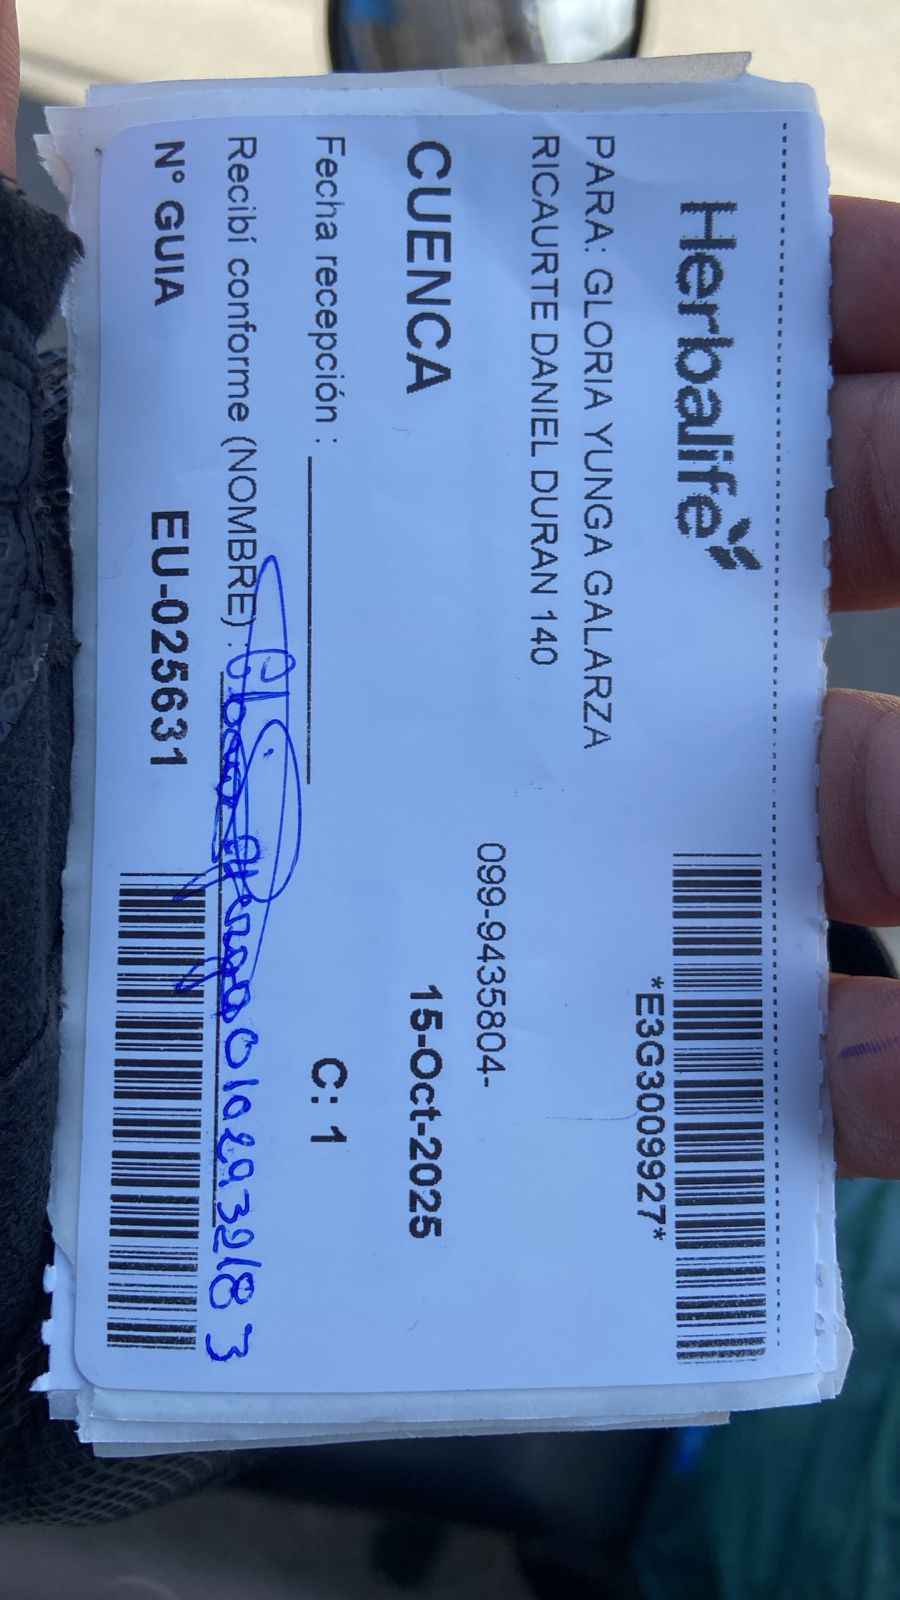 Herbalife
*E3G3009927*
PARA: GLORIA YUNGA GALARZA
RICAURTE DANIEL DURAN 140
099-9435804-
CUENCA 15-Oct-2025
Fecha recepción : C: 1
Recibí conforme (NOMBRE) :
N° GUIA EU-025631